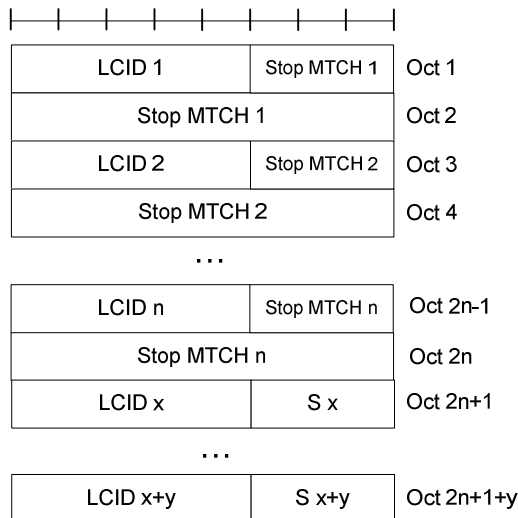 LCID 1 Stop MTCH 1 Oct 1
Stop MTCH 1 Oct 2
LCID 2 Stop MTCH 2 Oct 3
Stop MTCH 2 Oct 4
...
LCID n Stop MTCH n Oct 2n-1
Stop MTCH n Oct 2n
LCID x S x Oct 2n+1
...
LCID x+y S x+y Oct 2n+1+y